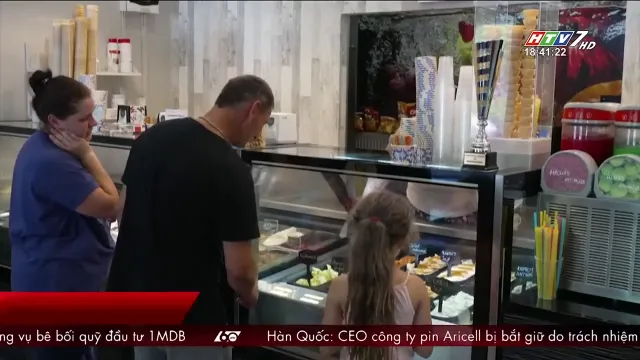 HTV7 HD
18:41:22
ng vụ bê bối quỹ đầu tư 1MDB 60 Hàn Quốc: CEO công ty pin Aricell bị bắt giữ do trách nhiệm